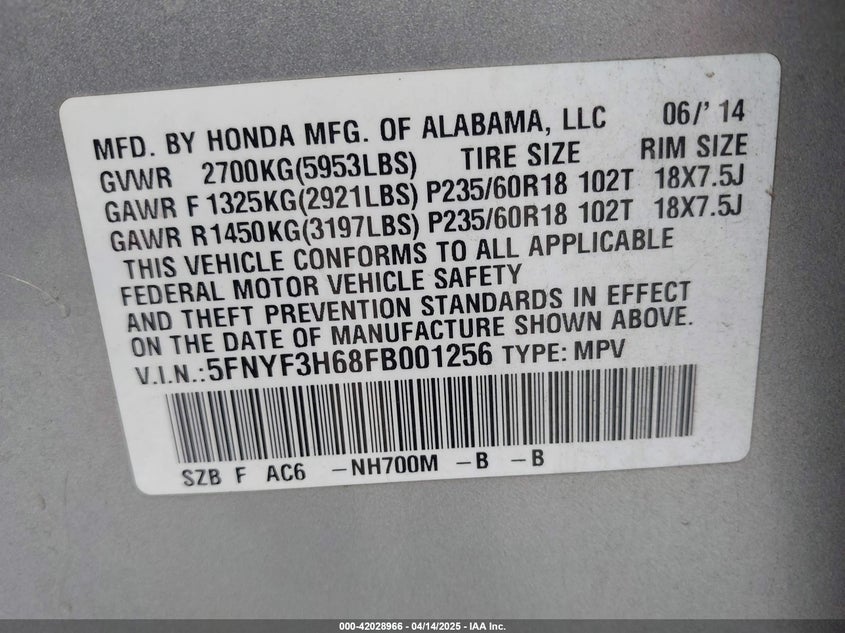 MFD. BY HONDA MFG. OF ALABAMA, LLC 06/' 14
GVWR 2700KG(5953LBS) TIRE SIZE RIM SIZE
GAWR F 1325KG(2921LBS) P235/60R18 102T 18X7.5J
GAWR R1450KG(3197LBS) P235/60R18 102T 18X7.5J
THIS VEHICLE CONFORMS TO ALL APPLICABLE
FEDERAL MOTOR VEHICLE SAFETY
AND THEFT PREVENTION STANDARDS IN EFFECT
ON THE DATE OF MANUFACTURE SHOWN ABOVE.
V.I.N.:5FNYF3H68FB001256 TYPE: MPV
SZB F AC6 -NH700M -B -B
000-42028966 - 04/14/2025 - IAA Inc.